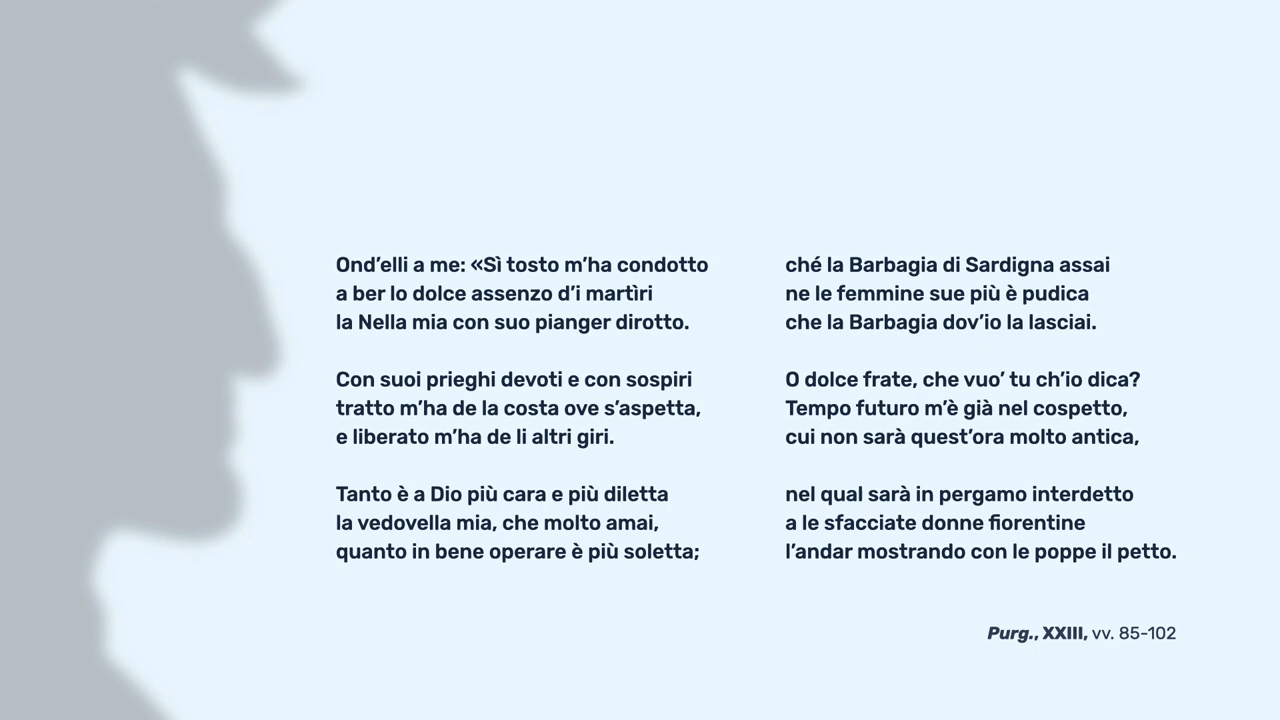 Ond’elli a me: «Sì tosto m’ha condotto
a ber lo dolce assenzo d’i martìri
la Nella mia con suo pianger dirotto.
Con suoi prieghi devoti e con sospiri
tratto m’ha de la costa ove s’aspetta,
e liberato m’ha de li altri giri.
Tanto è a Dio più cara e più diletta
la vedovella mia, che molto amai,
quanto in bene operare è più soletta;
ché la Barbagia di Sardigna assai
ne le femmine sue più è pudica
che la Barbagia dov’io la lasciai.
O dolce frate, che vuo’ tu ch’io dica?
Tempo futuro m’è già nel cospetto,
cui non sarà quest’ora molto antica,
nel qual sarà in pergamo interdetto
a le sfacciate donne fiorentine
l’andar mostrando con le poppe il petto.
Purg., XXIII, vv. 85-102